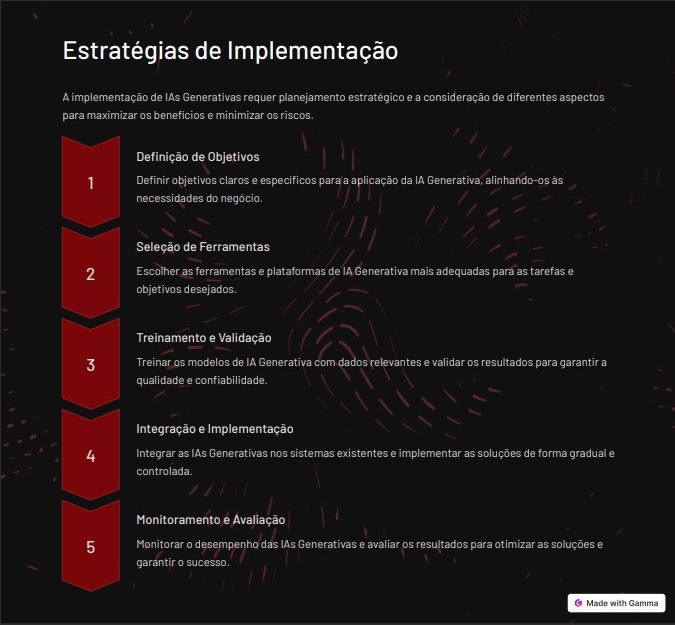 Estratégias de Implementação
A implementação de IAs Generativas requer planejamento estratégico e a consideração de diferentes aspectos
para maximizar os benefícios e minimizar os riscos.
1
Definição de Objetivos
Definir objetivos claros e específicos para a aplicação da IA Generativa, alinhando-os às
necessidades do negócio.
2
Seleção de Ferramentas
Escolher as ferramentas e plataformas de IA Generativa mais adequadas para as tarefas e
objetivos desejados.
3
Treinamento e Validação
Treinar os modelos de IA Generativa com dados relevantes e validar os resultados para garantir a
qualidade e confiabilidade.
4
Integração e Implementação
Integrar as IAs Generativas nos sistemas existentes e implementar as soluções de forma gradual e
controlada.
5
Monitoramento e Avaliação
Monitorar o desempenho das IAs Generativas e avaliar os resultados para otimizar as soluções e
garantir o sucesso.
Made with Gamma